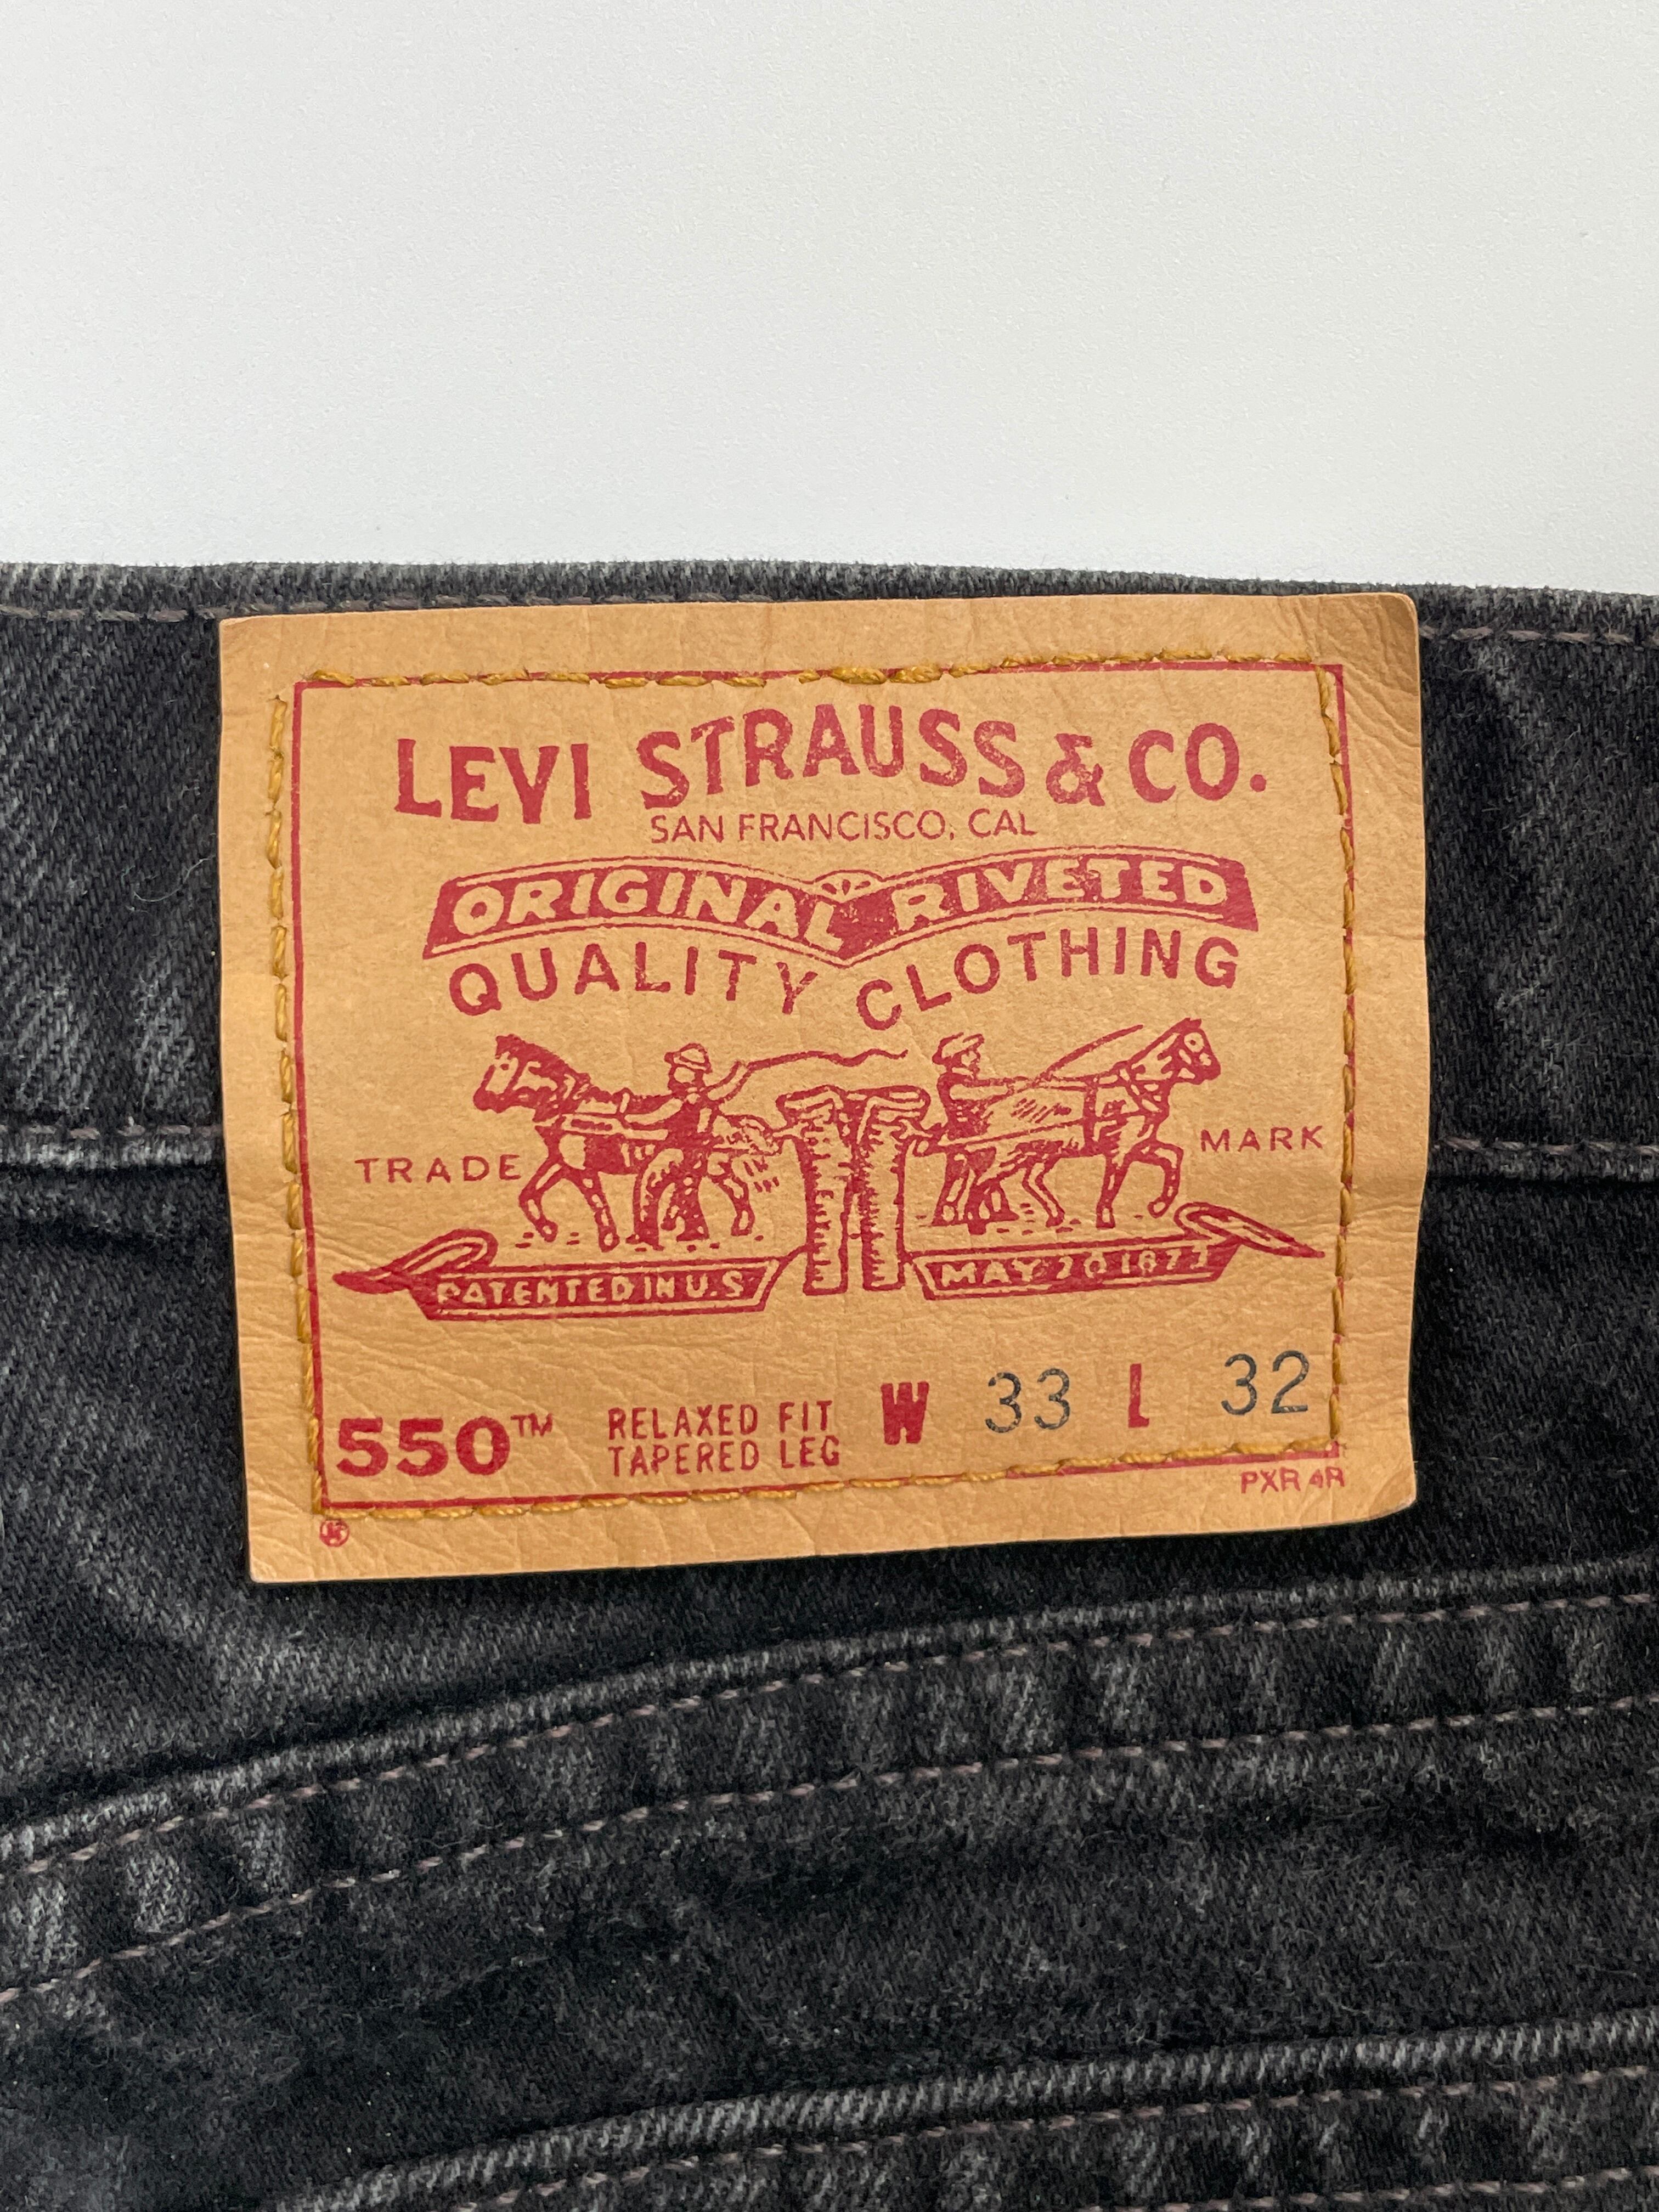 LEVI STRAUSS & CO.
SAN FRANCISCO, CAL
ORIGINAL RIVETED
QUALITY CLOTHING
TRADE MARK
PATENTED IN U.S MAY 20 1873
550™ RELAXED FIT W 33 L 32
TAPERED LEG
PXR 4R